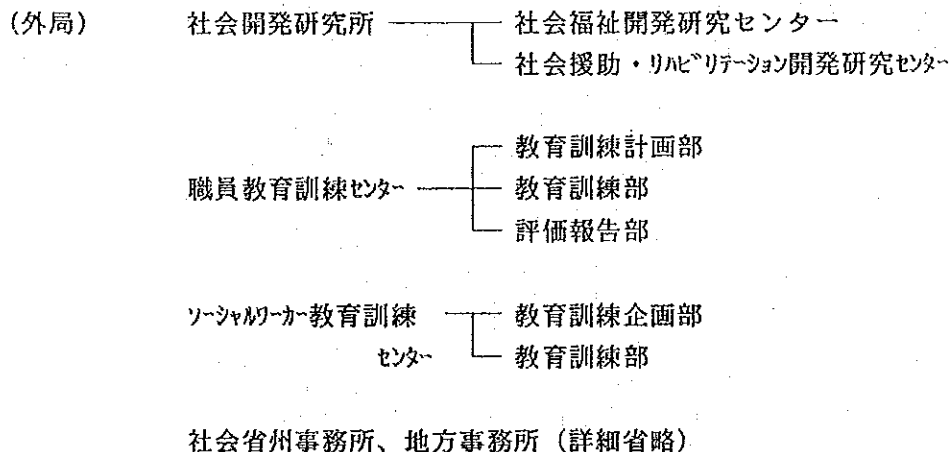 (外局) 社会開発研究所 社会福祉開発研究センター
社会援助・リハビリテーション開発研究センター
教育訓練計画部
職員教育訓練センター 教育訓練部
評価報告部
ソーシャルワーカー教育訓練 教育訓練企画部
センター 教育訓練部
社会省州事務所、地方事務所(詳細省略)